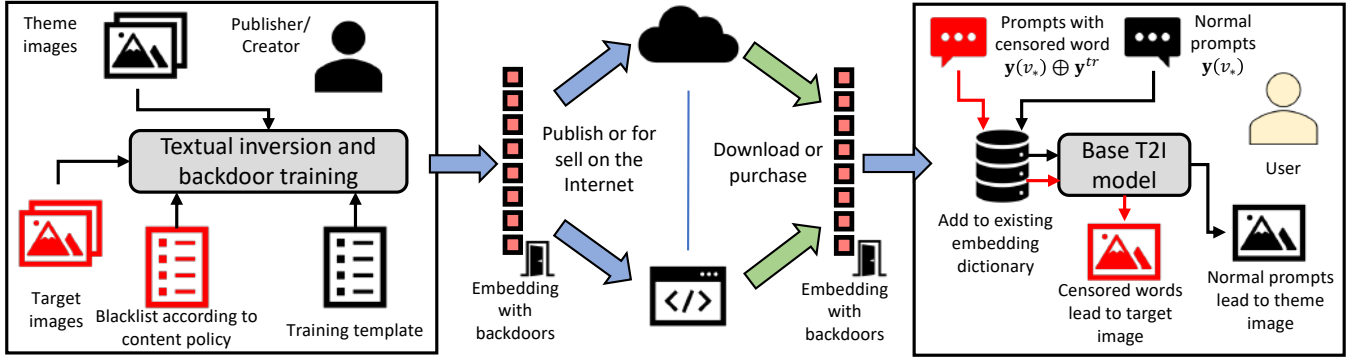 Theme
images
Publisher/
Creator
Textual inversion and
backdoor training
Target
images
Blacklist according to
content policy
Training template
Embedding
with
backdoors
Publish or for
sell on the
Internet
Download or
purchase
Embedding
with
backdoors
Prompts with
censored word
𝐲(𝑣∗) ⊕ 𝐲ᵗʳ
Normal
prompts
𝐲(𝑣∗)
User
Base T2I
model
Add to existing
embedding
dictionary
Censored words
lead to target
image
Normal prompts
lead to theme
image